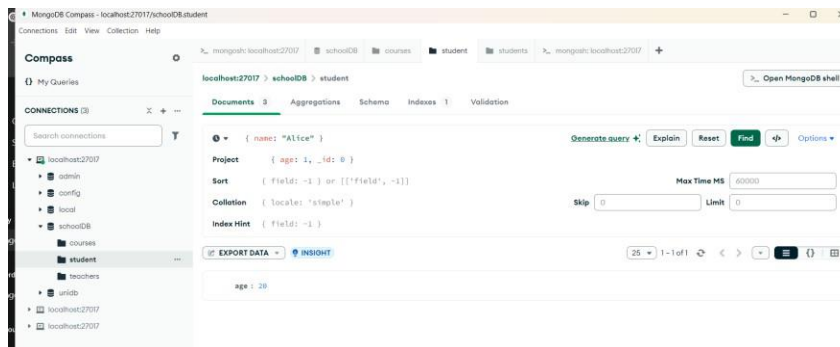 MongoDB Compass - localhost:27017/schoolDB.student
Connections Edit View Collection Help
Compass
{} My Queries
CONNECTIONS (3)
Search connections
localhost:27017
admin
config
local
schoolDB
courses
student
teachers
unidb
localhost:27017
localhost:27017
>_ mongosh: localhost:27017 schoolDB courses student students >_ mongosh: localhost:27017 +
localhost:27017 > schoolDB > student
>_ Open MongoDB shell
Documents 3 Aggregations Schema Indexes 1 Validation
{ name: "Alice" }
Generate query Explain Reset Find </> Options
Project { age: 1, _id: 0 }
Sort { field: -1 } or [['field', -1]]
Max Time MS 60000
Collation { locale: 'simple' }
Skip 0 Limit 0
Index Hint { field: -1 }
EXPORT DATA INSIGHT
25 1-1 of 1 {}
age : 20